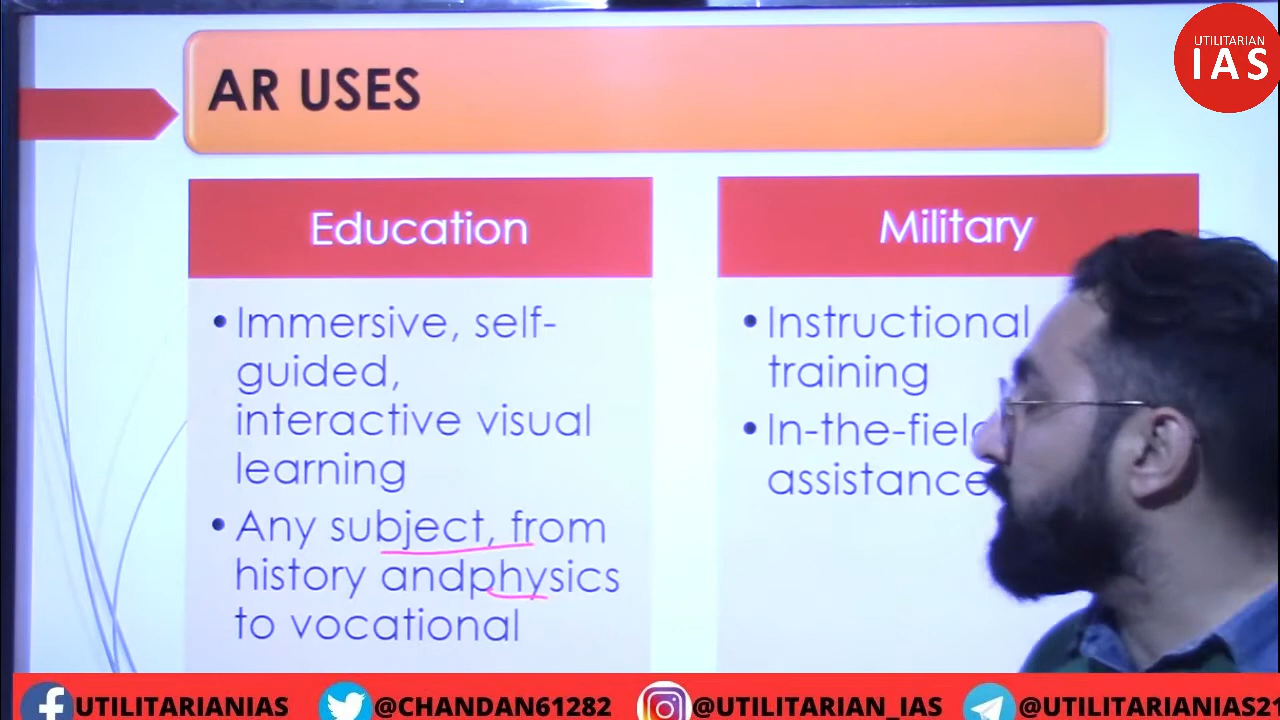 UTILITARIAN
IAS
AR USES
Education
• Immersive, self-
guided,
interactive visual
learning
• Any subject, from
history andphysics
to vocational
Military
• Instructional
training
• In-the-field
assistance
UTILITARIANIAS
@CHANDAN61282
@UTILITARIAN_IAS
@UTILITARIANIAS21